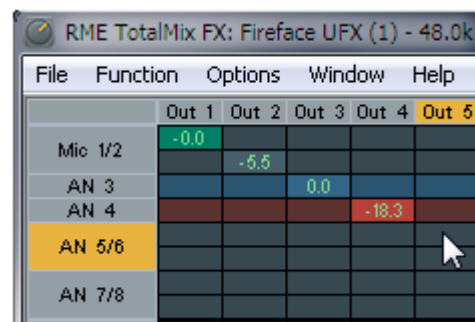 RME TotalMix FX: Fireface UFX (1) - 48.0k
File Function Options Window Help
Out 1 Out 2 Out 3 Out 4 Out 5
Mic 1/2 -0.0
-5.5
AN 3 0.0
AN 4 -18.3
AN 5/6
AN 7/8